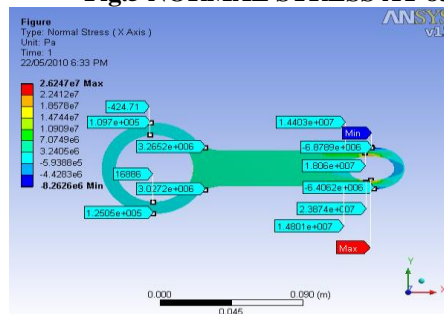 Figure
Type: Normal Stress ( X Axis )
Unit: Pa
Time: 1
22/05/2010 6:33 PM
ANSYS
2.6247e7 Max
2.2412e7
1.8578e7
1.4744e7
1.0909e7
7.0749e6
3.2405e6
-5.9388e5
-4.4283e6
-8.2626e6 Min
-424.71
1.097e+005
3.2652e+006
16886
3.0272e+006
1.2505e+005
1.4403e+007
Min
-6.8789e+006
1.806e+007
-6.4062e+006
2.3874e+007
1.4801e+007
Max
0.000
0.090 (m)
0.045
Y
X